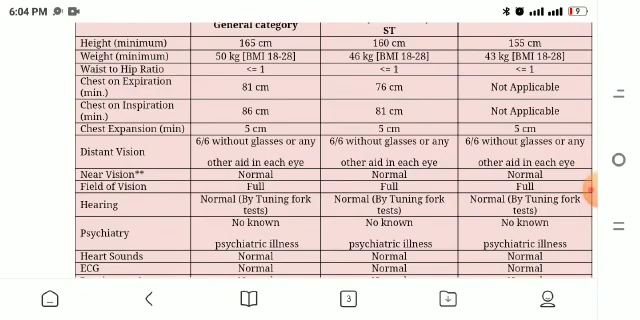 6:04 PM
9
General category
ST
Height (minimum) 165 cm 160 cm 155 cm
Weight (minimum) 50 kg [BMI 18-28] 46 kg [BMI 18-28] 43 kg [BMI 18-28]
Waist to Hip Ratio <= 1 <= 1 <= 1
Chest on Expiration (min.) 81 cm 76 cm Not Applicable
Chest on Inspiration (min.) 86 cm 81 cm Not Applicable
Chest Expansion (min) 5 cm 5 cm 5 cm
Distant Vision 6/6 without glasses or any other aid in each eye 6/6 without glasses or any other aid in each eye 6/6 without glasses or any other aid in each eye
Near Vision** Normal Normal Normal
Field of Vision Full Full Full
Hearing Normal (By Tuning fork tests) Normal (By Tuning fork tests) Normal (By Tuning fork tests)
Psychiatry No known psychiatric illness No known psychiatric illness No known psychiatric illness
Heart Sounds Normal Normal Normal
ECG Normal Normal Normal
3